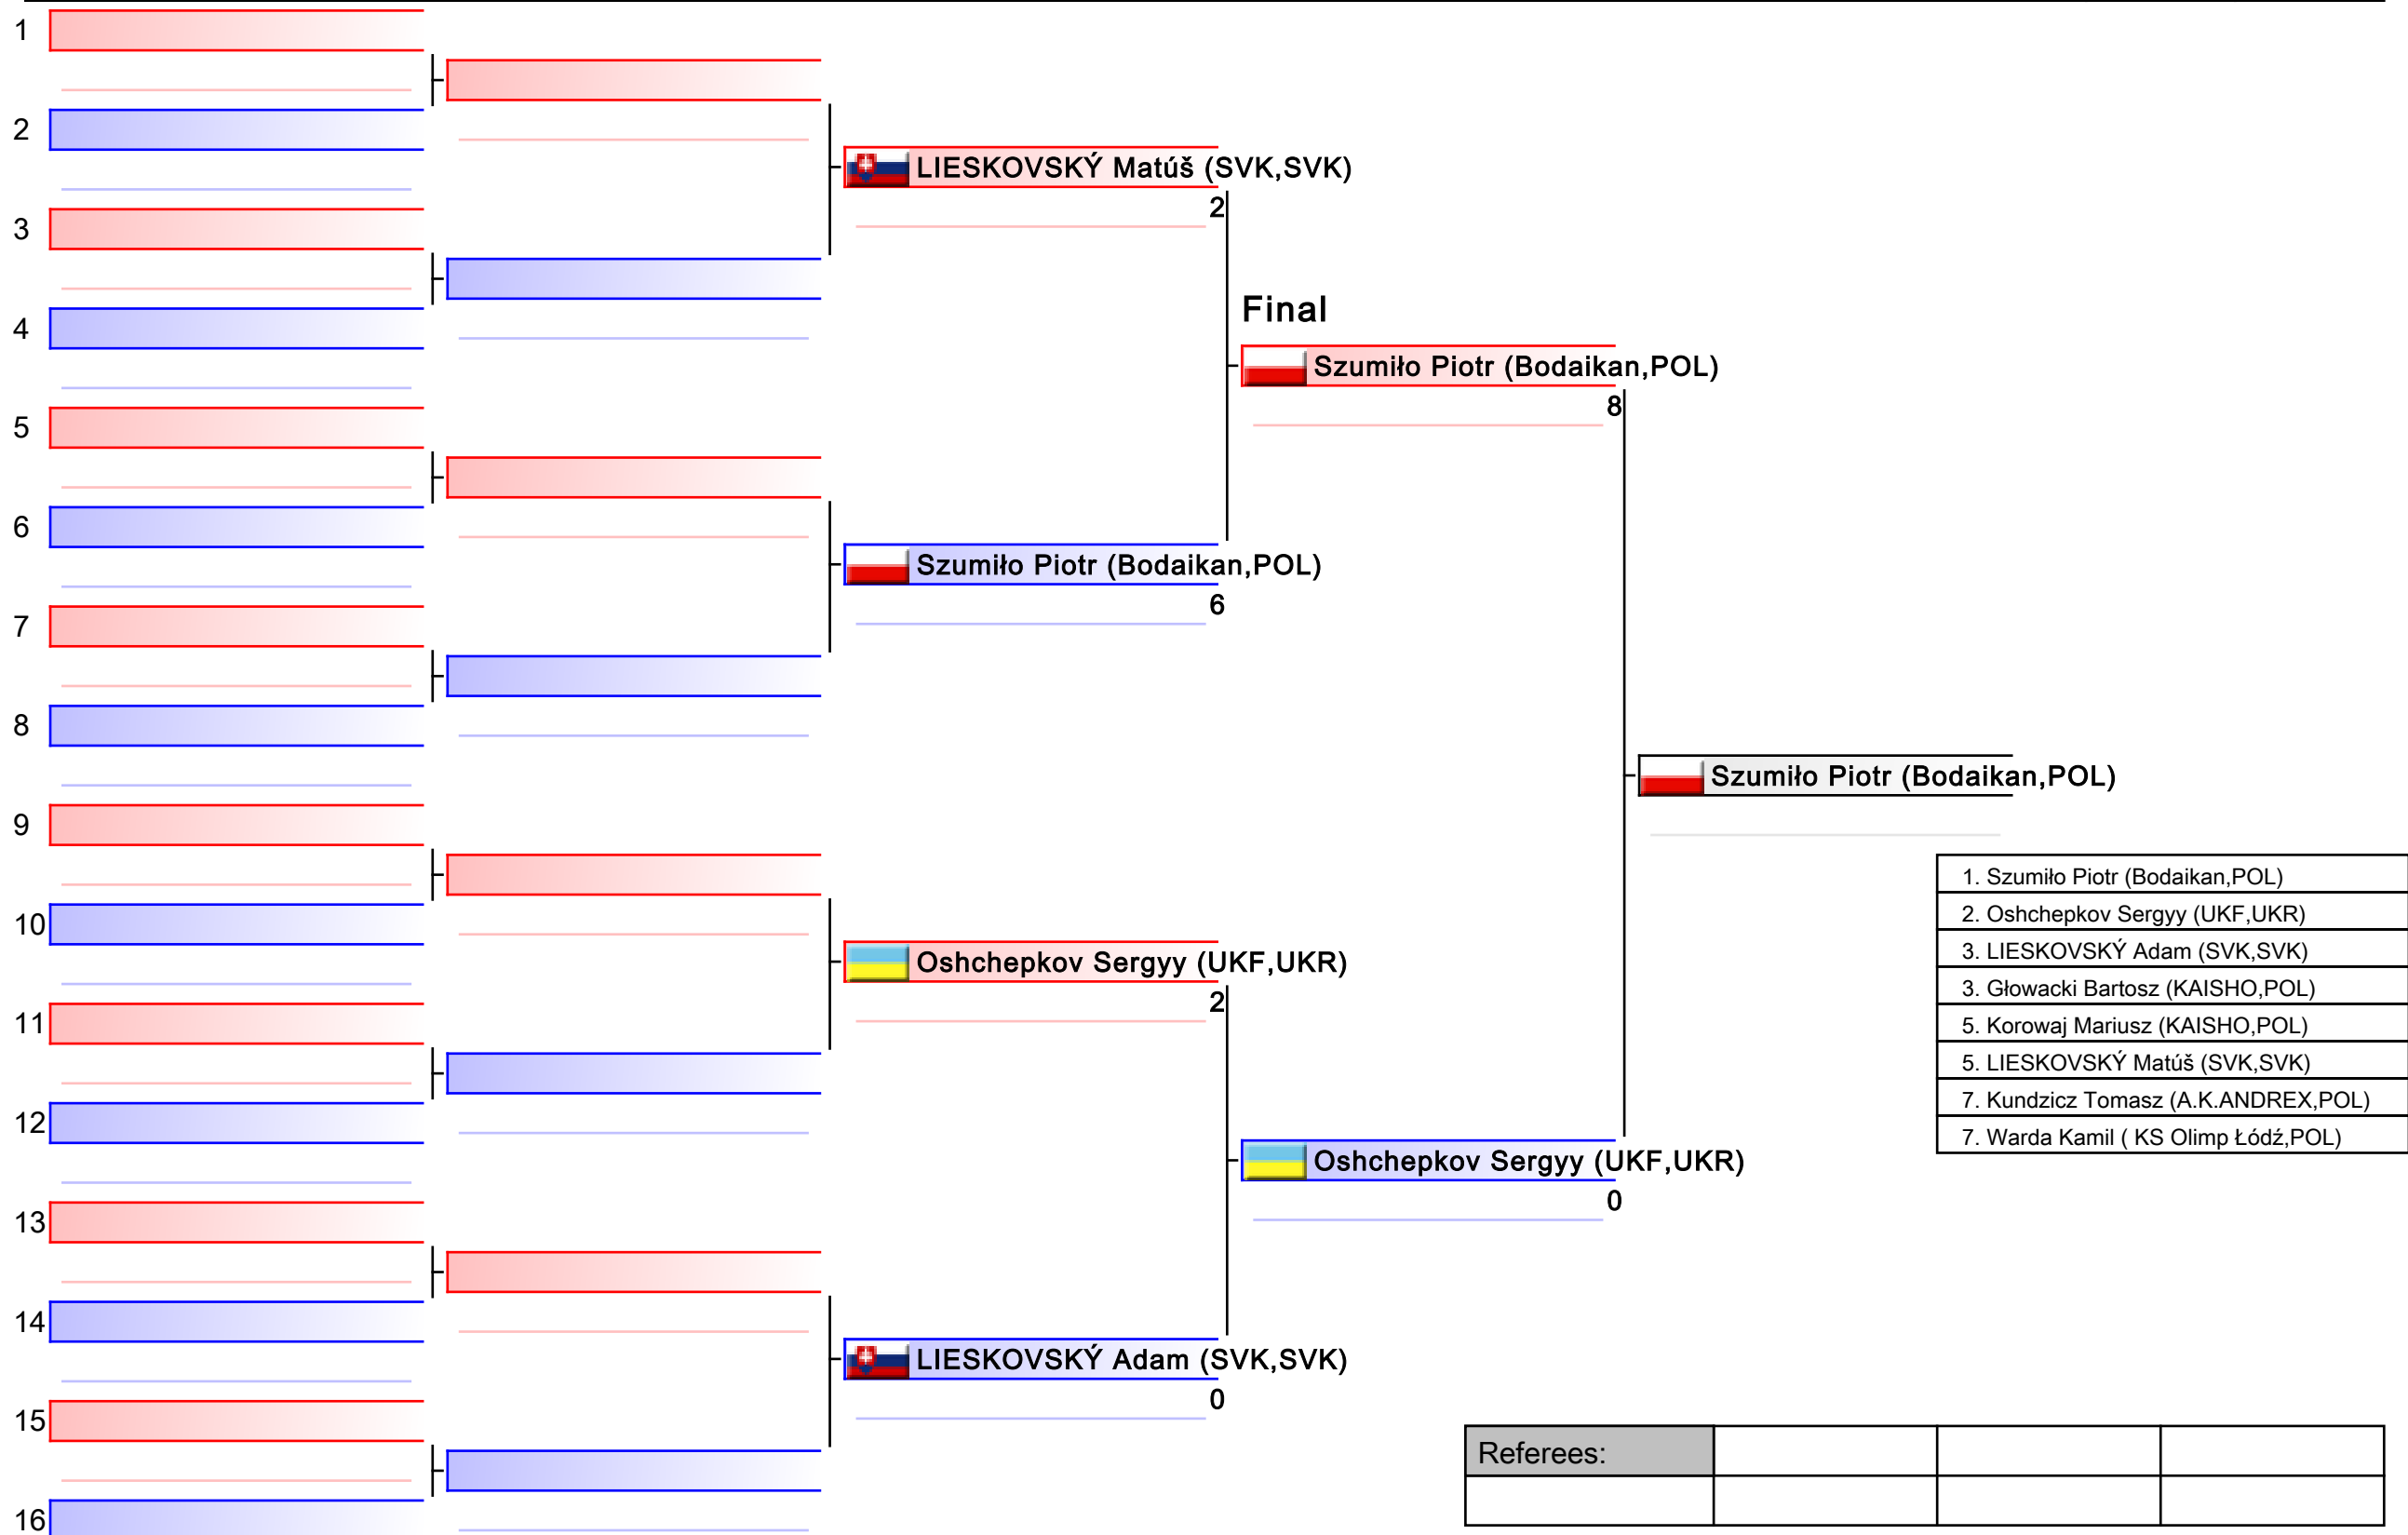 1
2
LIESKOVSKÝ Matúš (SVK,SVK)
2
3
Final
4
Szumiło Piotr (Bodaikan,POL)
8
5
6
Szumiło Piotr (Bodaikan,POL)
6
7
8
Szumiło Piotr (Bodaikan,POL)
9
1. Szumiło Piotr (Bodaikan,POL)
2. Oshchepkov Sergyy (UKF,UKR)
3. LIESKOVSKÝ Adam (SVK,SVK)
3. Głowacki Bartosz (KAISHO,POL)
5. Korowaj Mariusz (KAISHO,POL)
5. LIESKOVSKÝ Matúš (SVK,SVK)
7. Kundzicz Tomasz (A.K.ANDREX,POL)
7. Warda Kamil ( KS Olimp Łódź,POL)
10
Oshchepkov Sergyy (UKF,UKR)
2
11
12
Oshchepkov Sergyy (UKF,UKR)
0
13
14
LIESKOVSKÝ Adam (SVK,SVK)
0
15
Referees:
16